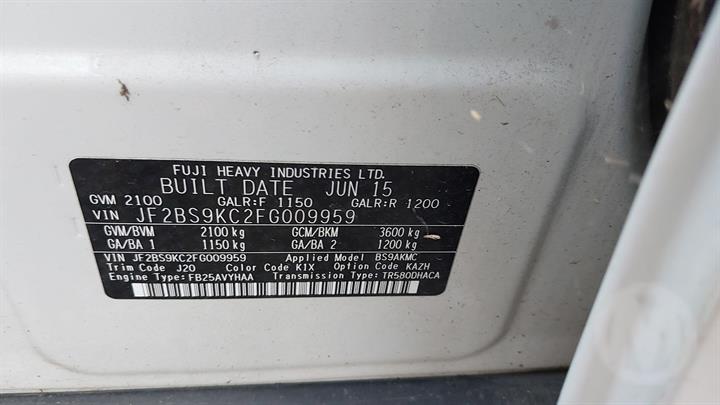 FUJI HEAVY INDUSTRIES LTD.
BUILT DATE JUN 15
GVM 2100 GALR:F 1150 GALR:R 1200
VIN JF2BS9KC2FG009959
GVM/BVM 2100 kg GCM/BKM 3600 kg
GA/BA 1 1150 kg GA/BA 2 1200 kg
VIN JF2BS9KC2FG009959 Applied Model BS9AKMC
Trim Code J20 Color Code K1X Option Code KAZH
Engine Type: FB25AVYHAA Transmission Type: TR580DHACA